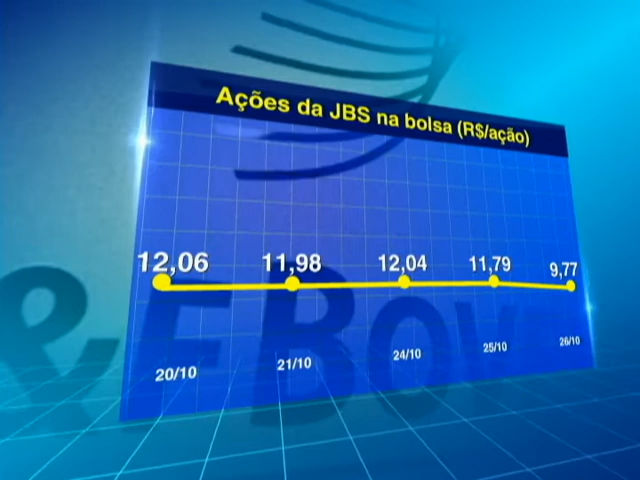 Ações da JBS na bolsa (R$/ação)
12,06 11,98 12,04 11,79 9,77
20/10 21/10 24/10 25/10 26/10
&FBov